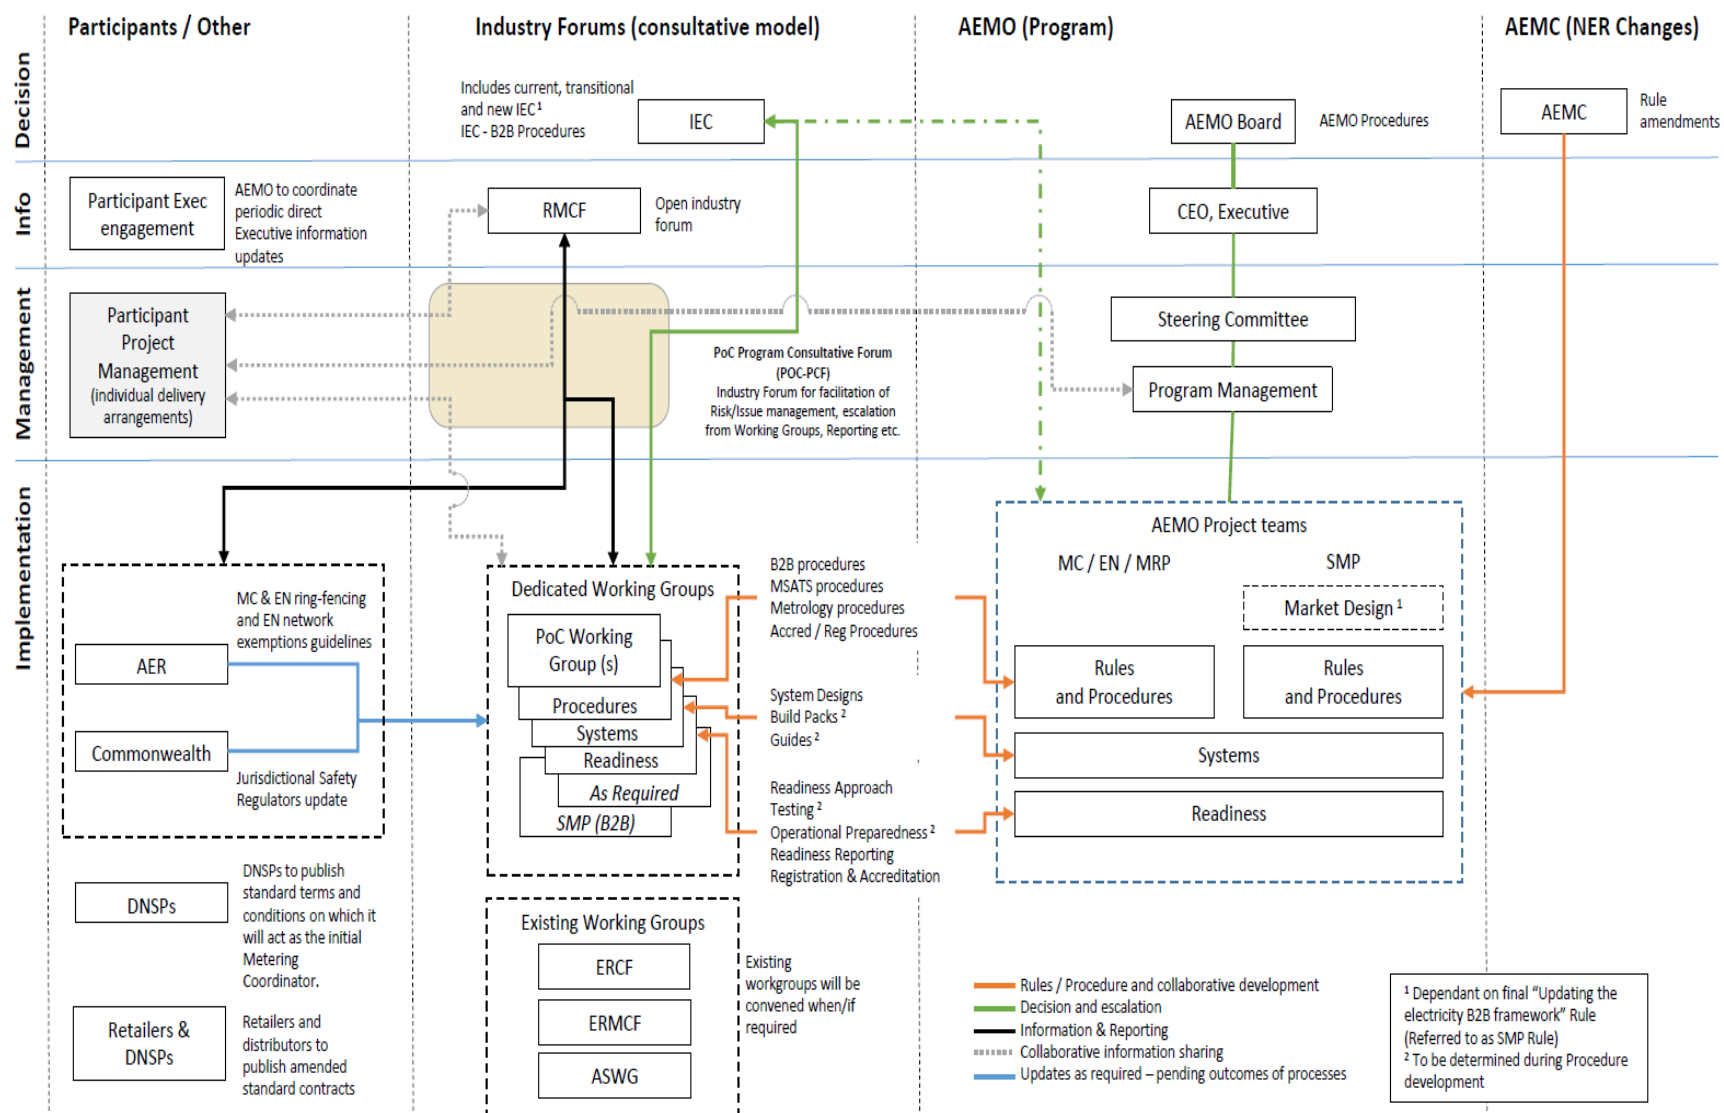 Participants / Other
Industry Forums (consultative model)
AEMO (Program)
AEMC (NER Changes)
Decision
Includes current, transitional
and new IEC ¹
IEC - B2B Procedures
IEC
AEMO Board
AEMO Procedures
AEMC
Rule
amendments
Info
Participant Exec
engagement
AEMO to coordinate
periodic direct
Executive information
updates
RMCF
Open industry
forum
CEO, Executive
Management
Participant
Project
Management
(individual delivery
arrangements)
PoC Program Consultative Forum
(POC-PCF)
Industry Forum for facilitation of
Risk/Issue management, escalation
from Working Groups, Reporting etc.
Steering Committee
Program Management
Implementation
MC & EN ring-fencing
and EN network
exemptions guidelines
AER
Commonwealth
Jurisdictional Safety
Regulators update
DNSPs
DNSPs to publish
standard terms and
conditions on which it
will act as the initial
Metering
Coordinator.
Retailers &
DNSPs
Retailers and
distributors to
publish amended
standard contracts
Dedicated Working Groups
PoC Working
Group (s)
Procedures
Systems
Readiness
As Required
SMP (B2B)
Existing Working Groups
ERCF
ERMCF
ASWG
Existing
workgroups will be
convened when/if
required
B2B procedures
MSATS procedures
Metrology procedures
Accred / Reg Procedures
System Designs
Build Packs ²
Guides ²
Readiness Approach
Testing ²
Operational Preparedness ²
Readiness Reporting
Registration & Accreditation
AEMO Project teams
MC / EN / MRP
SMP
Market Design ¹
Rules
and Procedures
Rules
and Procedures
Systems
Readiness
Rules / Procedure and collaborative development
Decision and escalation
Information & Reporting
Collaborative information sharing
Updates as required – pending outcomes of processes
¹ Dependant on final “Updating the
electricity B2B framework” Rule
(Referred to as SMP Rule)
² To be determined during Procedure
development